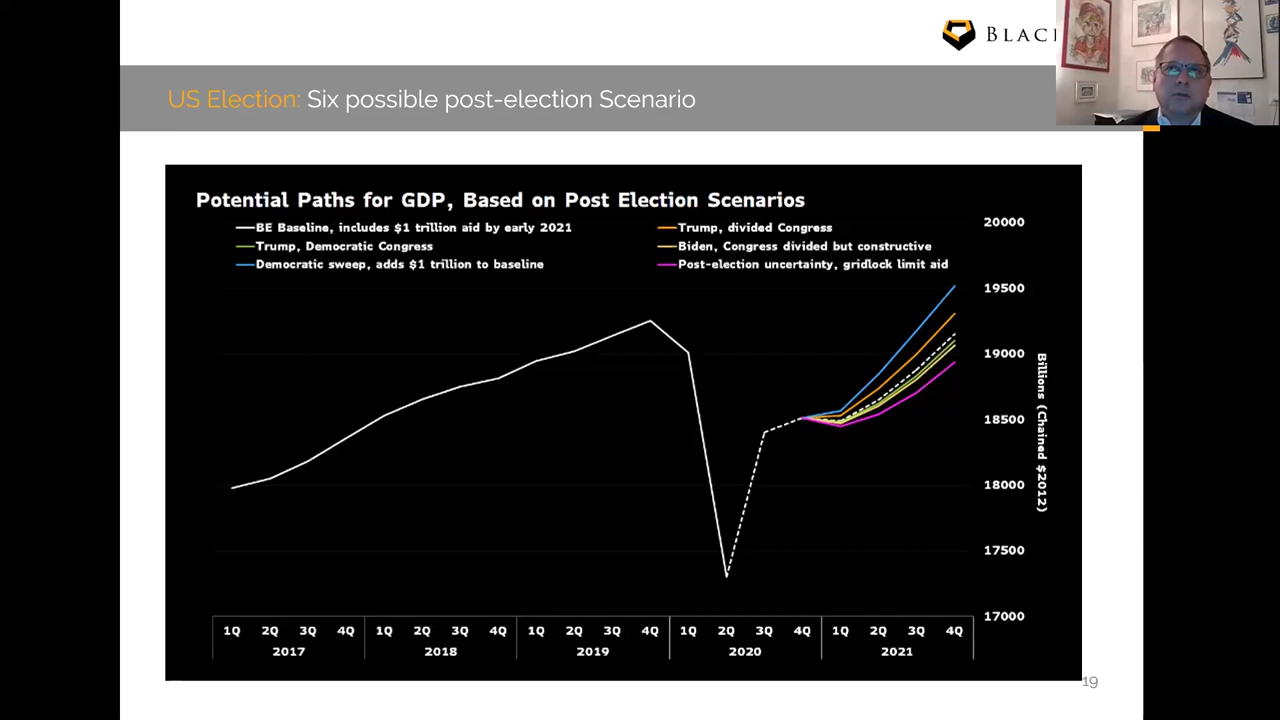 BLAC
US Election: Six possible post-election Scenario
Potential Paths for GDP, Based on Post Election Scenarios
BE Baseline, includes $1 trillion aid by early 2021
Trump, divided Congress
Trump, Democratic Congress
Biden, Congress divided but constructive
Democratic sweep, adds $1 trillion to baseline
Post-election uncertainty, gridlock limit aid
20000
19500
19000
18500
18000
17500
17000
Billions (Chained $2012)
1Q 2Q 3Q 4Q 1Q 2Q 3Q 4Q 1Q 2Q 3Q 4Q 1Q 2Q 3Q 4Q 1Q 2Q 3Q 4Q
2017 2018 2019 2020 2021
19